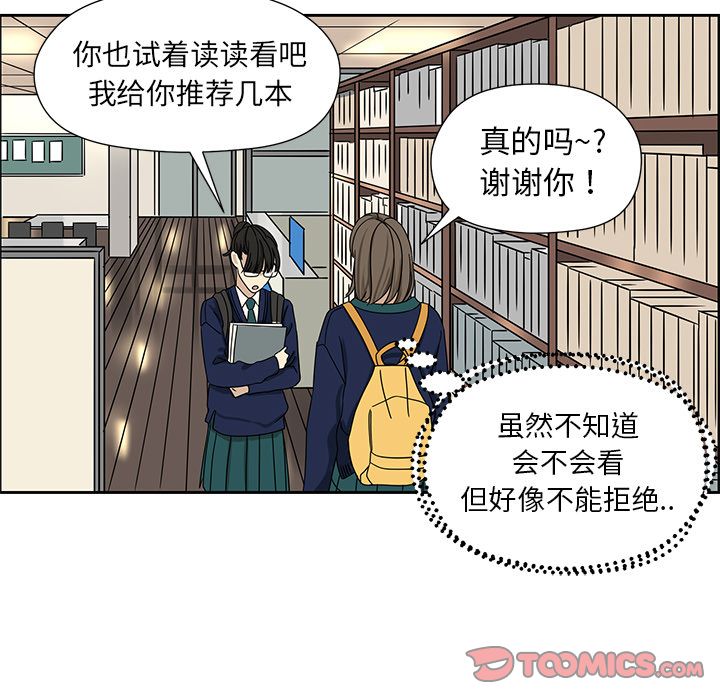 你也试着读读看吧
我给你推荐几本
真的吗~?
谢谢你！
虽然不知道
会不会看
但好像不能拒绝..
TOOMICS.COM